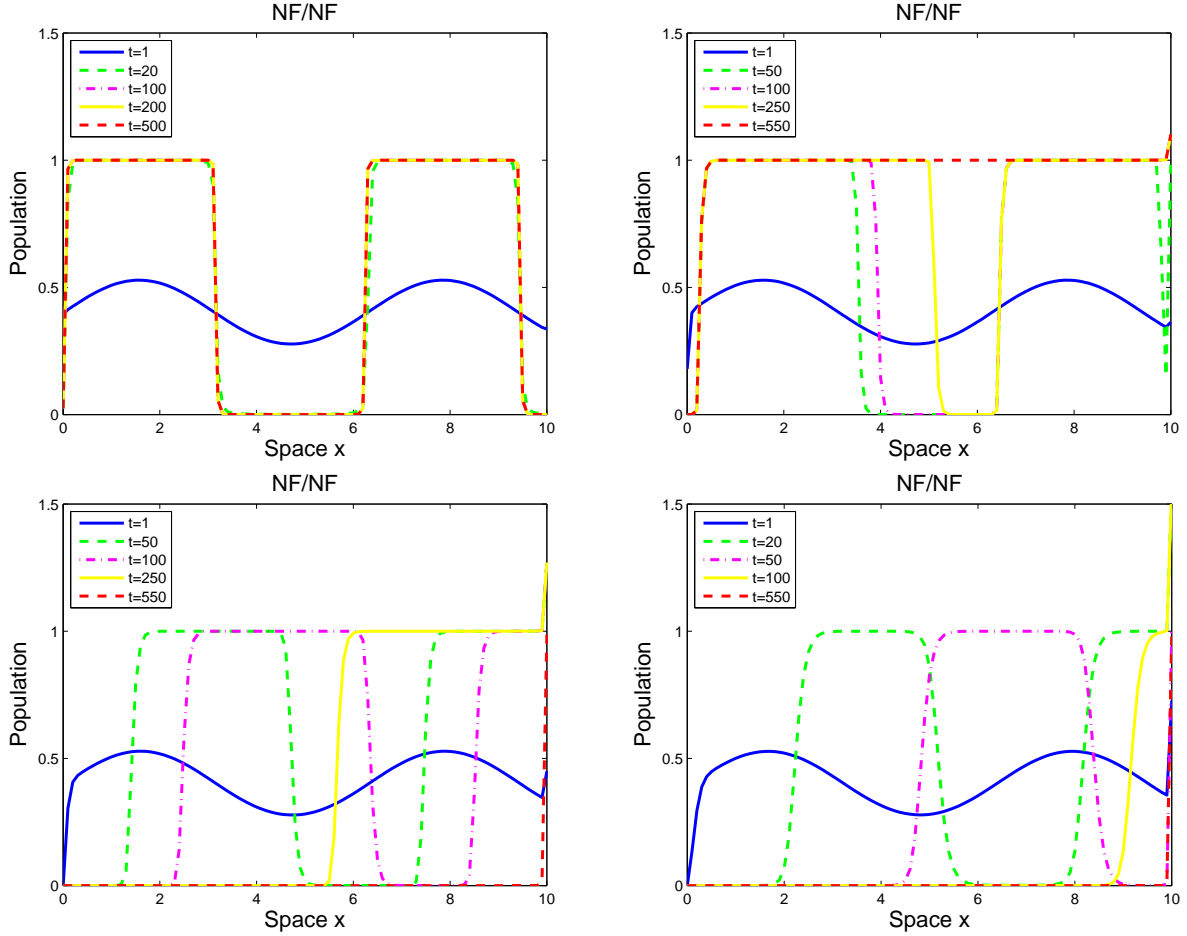 NF/NF
1.5
1
0.5
0
Population
t=1
t=20
t=100
t=200
t=500
0 2 4 6 8 10
Space x
NF/NF
1.5
1
0.5
0
Population
t=1
t=50
t=100
t=250
t=550
0 2 4 6 8 10
Space x
NF/NF
1.5
1
0.5
0
Population
t=1
t=50
t=100
t=250
t=550
0 2 4 6 8 10
Space x
NF/NF
1.5
1
0.5
0
Population
t=1
t=20
t=50
t=100
t=550
0 2 4 6 8 10
Space x